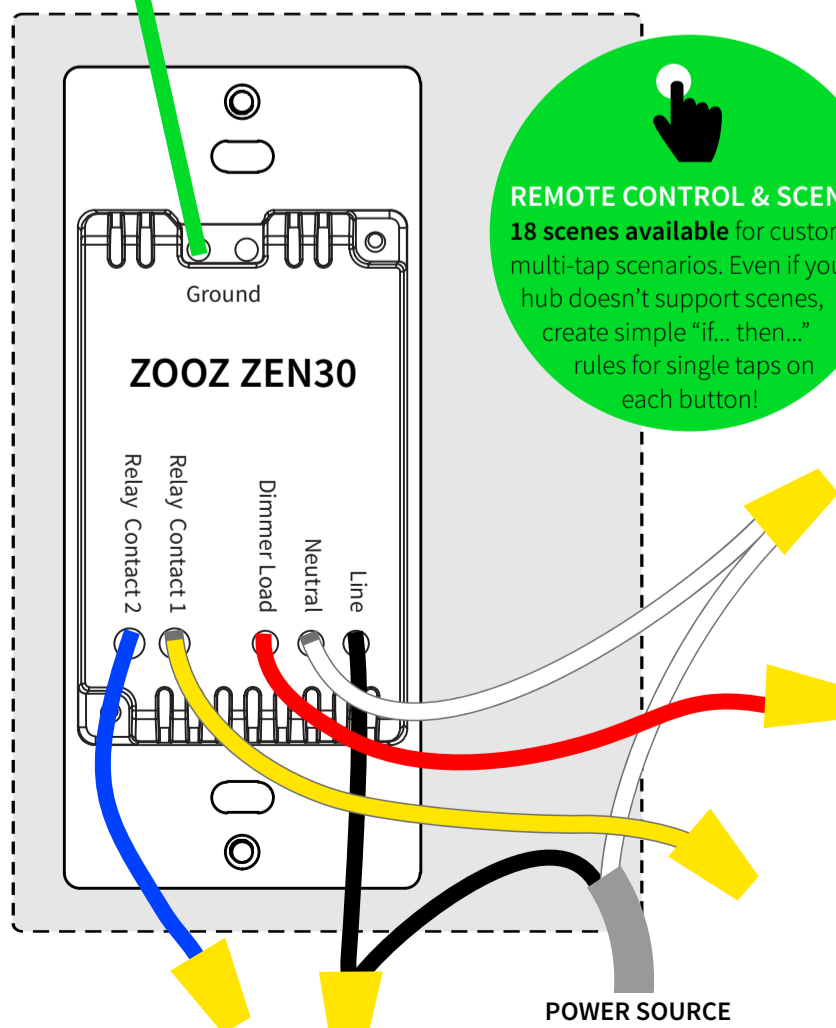 REMOTE CONTROL & SCEN
18 scenes available for custom
multi-tap scenarios. Even if you
hub doesn’t support scenes,
create simple “if... then...”
rules for single taps on
each button!
Ground
ZOOZ ZEN30
Relay Contact 2
Relay Contact 1
Dimmer Load
Neutral
Line
POWER SOURCE